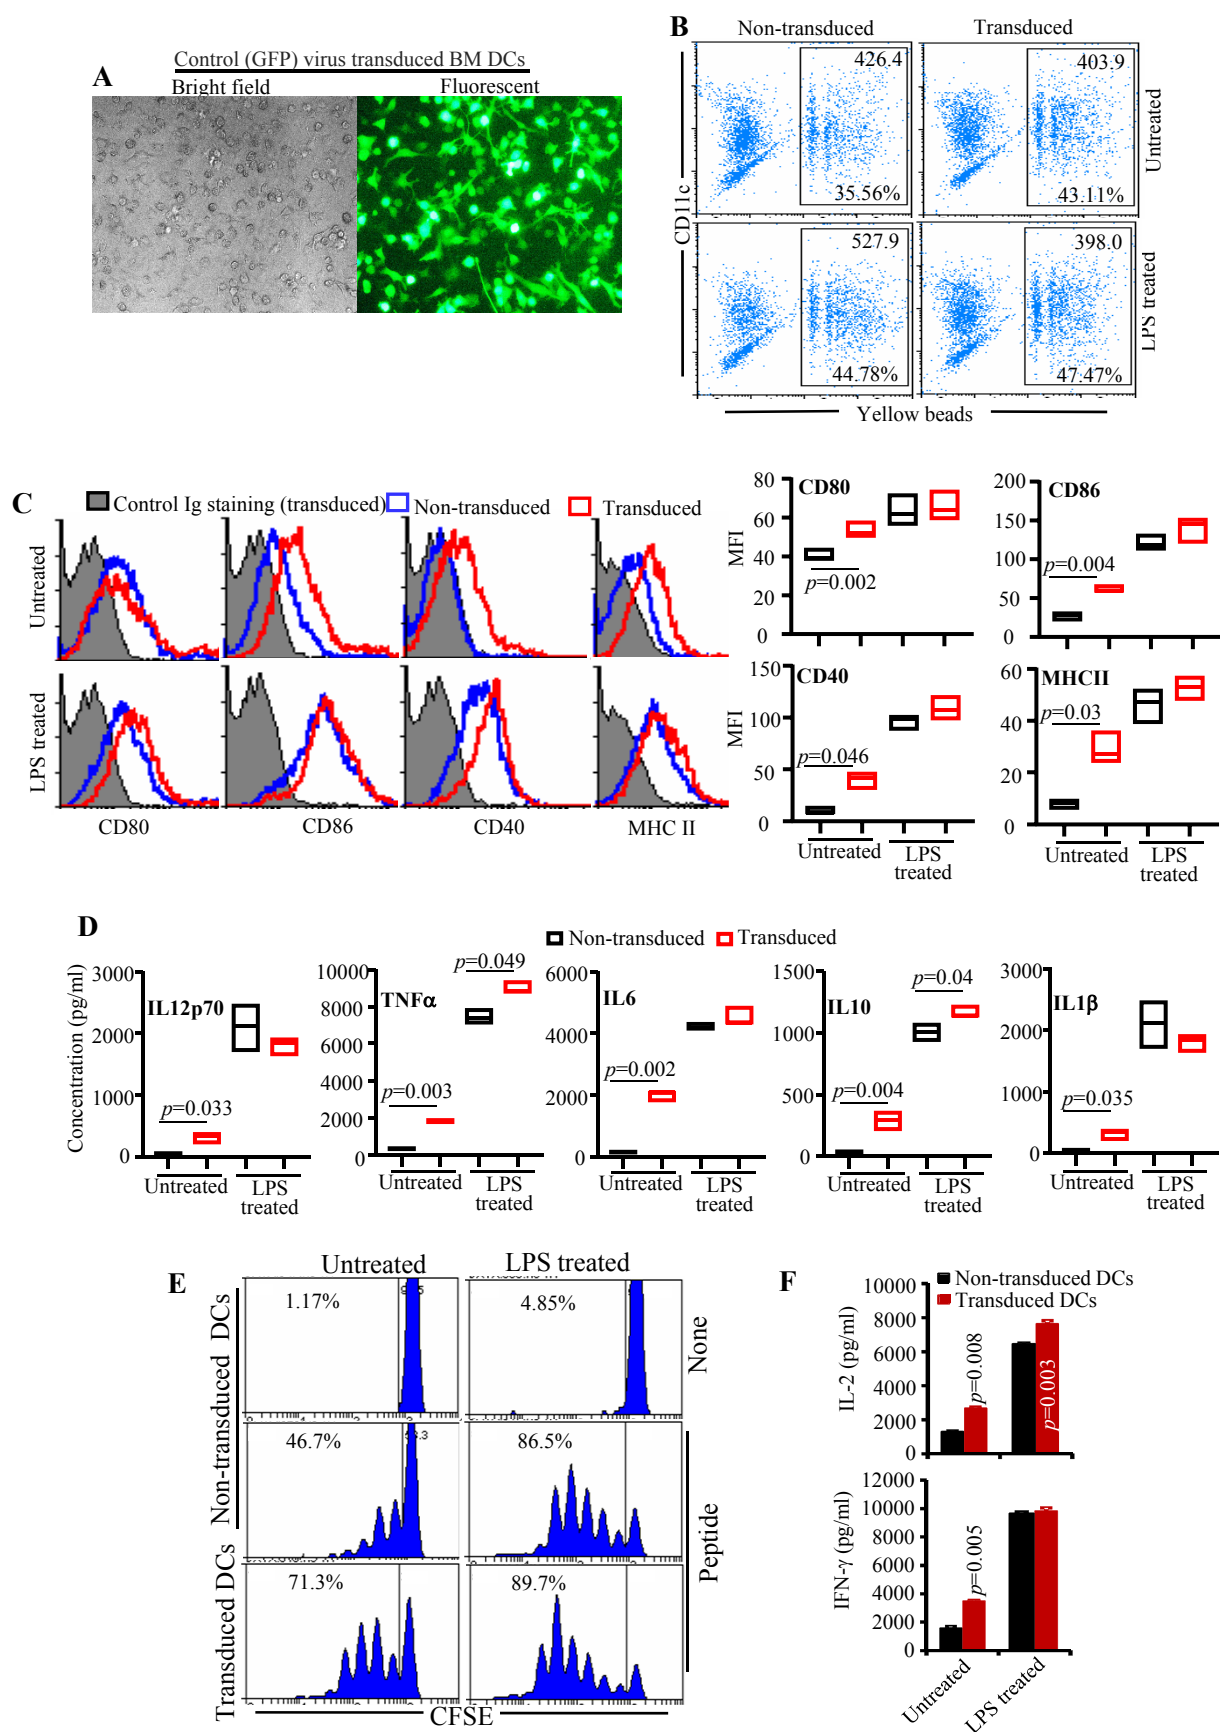 A
Control (GFP) virus transduced BM DCs
Bright field
Fluorescent
B
Non-transduced
Transduced
426.4
403.9
35.56%
43.11%
Untreated
527.9
398.0
44.78%
47.47%
LPS treated
CD11c
Yellow beads
C
Control Ig staining (transduced)
Non-transduced
Transduced
Untreated
LPS treated
CD80
CD86
CD40
MHC II
80
60
40
20
0
MFI
CD80
p=0.002
200
150
100
50
0
CD86
p=0.004
150
100
50
0
MFI
CD40
p=0.046
Untreated
LPS
treated
60
40
20
0
MHCII
p=0.03
Untreated
LPS
treated
D
Non-transduced
Transduced
Concentration (pg/ml)
3000
2000
1000
0
IL12p70
p=0.033
Untreated
LPS
treated
10000
8000
6000
4000
2000
0
TNFα
p=0.049
p=0.003
Untreated
LPS
treated
6000
4000
2000
0
IL6
p=0.002
Untreated
LPS
treated
1500
1000
500
0
IL10
p=0.04
p=0.004
Untreated
LPS
treated
3000
2000
1000
0
IL1β
p=0.035
Untreated
LPS
treated
E
Untreated
LPS treated
Non-transduced DCs
Transduced DCs
1.17%
4.85%
None
46.7%
86.5%
71.3%
89.7%
Peptide
CFSE
F
Non-transduced DCs
Transduced DCs
10000
8000
6000
4000
2000
0
IL-2 (pg/ml)
p=0.008
p=0.003
12000
10000
8000
6000
4000
2000
0
IFN-γ (pg/ml)
p=0.005
Untreated
LPS treated